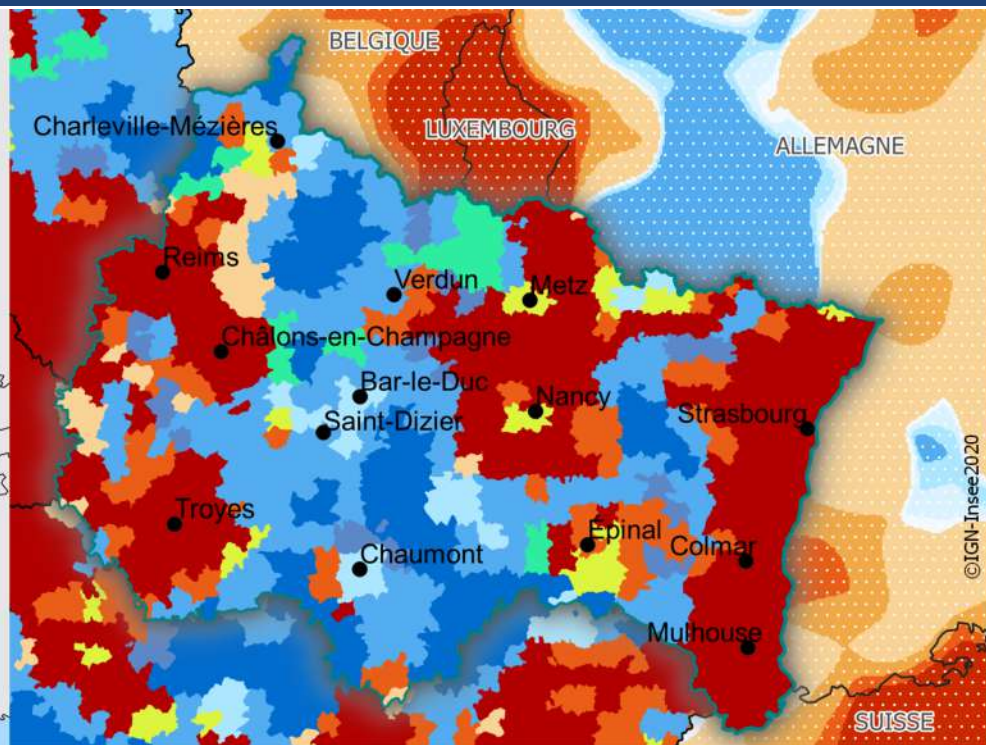 BELGIQUE
Charleville-Mézières
LUXEMBOURG
ALLEMAGNE
Reims
Verdun
Metz
Châlons-en-Champagne
Bar-le-Duc
Nancy
Saint-Dizier
Strasbourg
Troyes
Epinal
Chaumont
Colmar
Mulhouse
SUISSE
©IGN-Insee2020